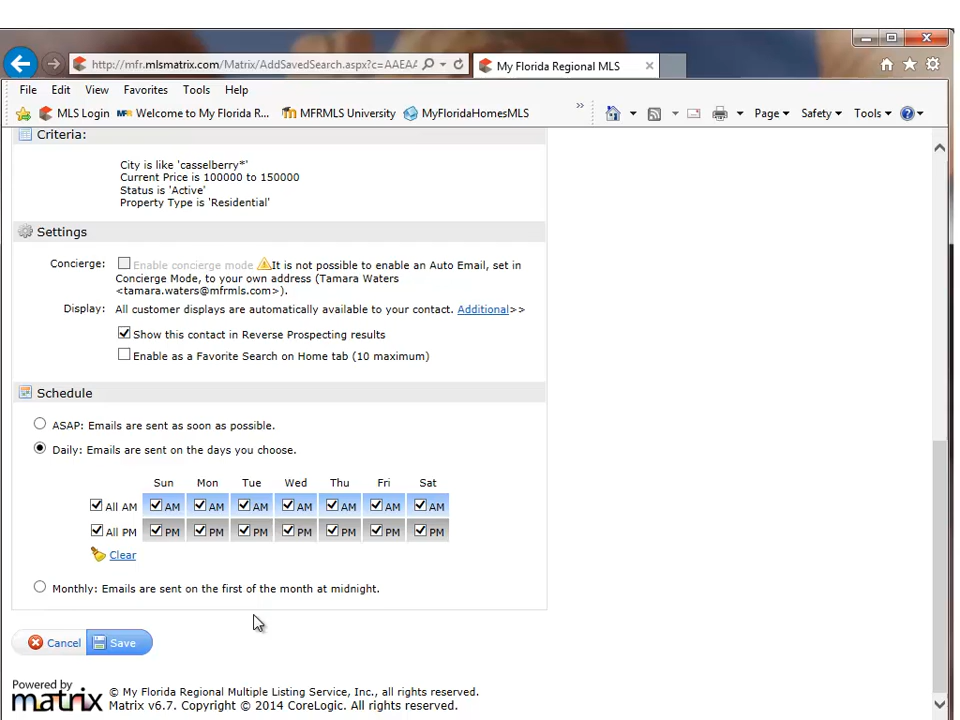 http://mfr.mlsmatrix.com/Matrix/AddSavedSearch.aspx?c=AAEAA
My Florida Regional MLS
File Edit View Favorites Tools Help
MLS Login Welcome to My Florida R... MFRMLS University MyFloridaHomesMLS » Page Safety Tools
Criteria:
City is like 'casselberry*'
Current Price is 100000 to 150000
Status is 'Active'
Property Type is 'Residential'
Settings
Concierge: Enable concierge mode It is not possible to enable an Auto Email, set in
Concierge Mode, to your own address (Tamara Waters
<tamara.waters@mfrmls.com>).
Display: All customer displays are automatically available to your contact. Additional>>
Show this contact in Reverse Prospecting results
Enable as a Favorite Search on Home tab (10 maximum)
Schedule
ASAP: Emails are sent as soon as possible.
Daily: Emails are sent on the days you choose.
Sun Mon Tue Wed Thu Fri Sat
All AM AM AM AM AM AM AM AM
All PM PM PM PM PM PM PM PM
Clear
Monthly: Emails are sent on the first of the month at midnight.
Cancel Save
Powered by
matrix © My Florida Regional Multiple Listing Service, Inc., all rights reserved.
Matrix v6.7. Copyright © 2014 CoreLogic. All rights reserved.